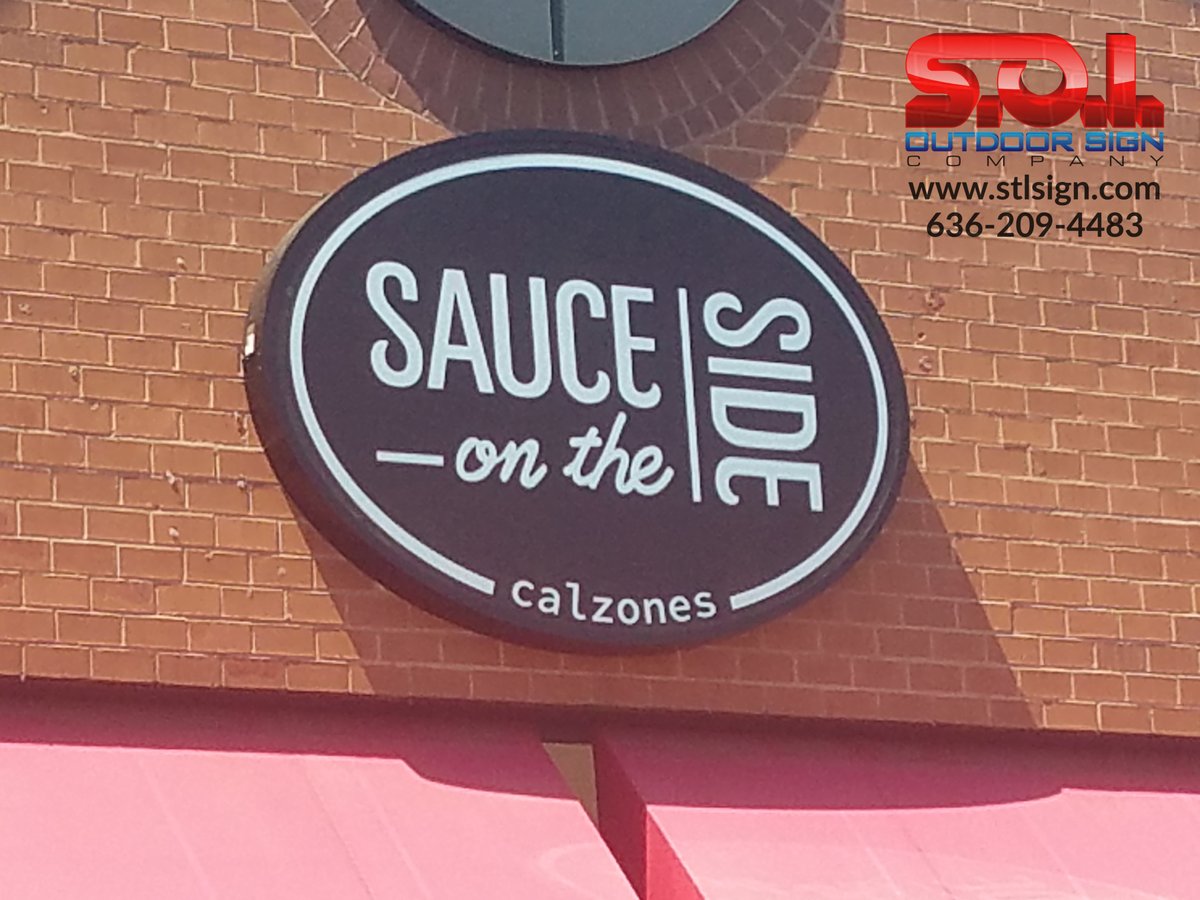 S.O.I.
OUTDOOR SIGN
COMPANY
www.stlsign.com
636-209-4483
SAUCE
on the
SIDE
calzones